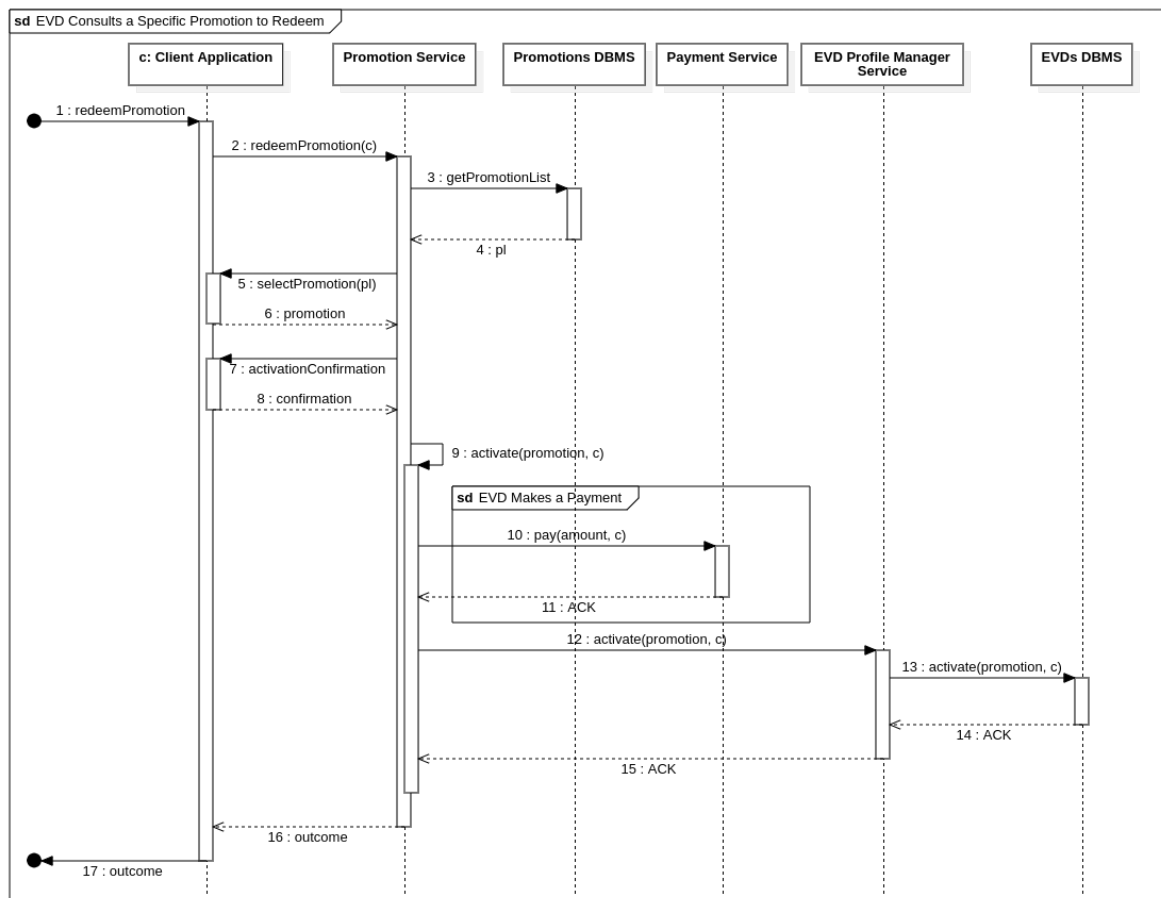 sd EVD Consults a Specific Promotion to Redeem
c: Client Application
Promotion Service
Promotions DBMS
Payment Service
EVD Profile Manager
Service
EVDs DBMS
1 : redeemPromotion
2 : redeemPromotion(c)
3 : getPromotionList
4 : pl
5 : selectPromotion(pl)
6 : promotion
7 : activationConfirmation
8 : confirmation
9 : activate(promotion, c)
sd EVD Makes a Payment
10 : pay(amount, c)
11 : ACK
12 : activate(promotion, c)
13 : activate(promotion, c)
14 : ACK
15 : ACK
16 : outcome
17 : outcome